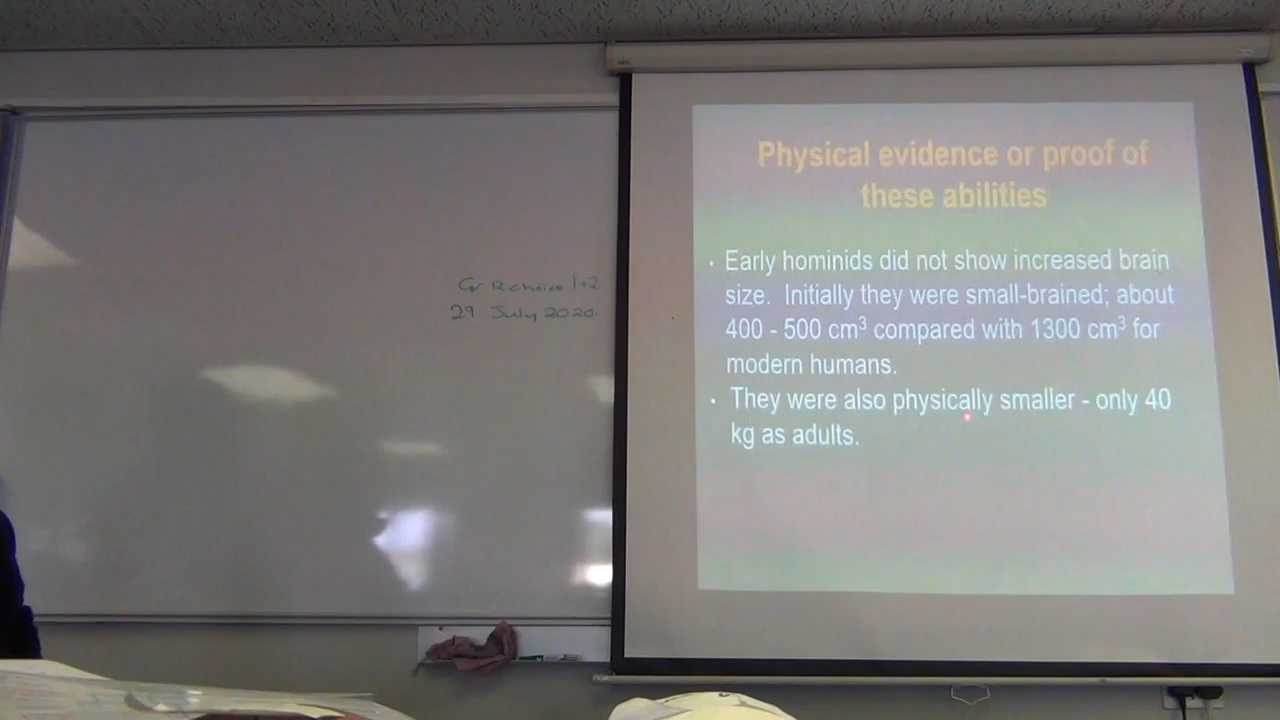 Gr 12 choice 1+2
29 July 2020
Physical evidence or proof of
these abilities
• Early hominids did not show increased brain
size. Initially they were small-brained; about
400 - 500 cm³ compared with 1300 cm³ for
modern humans.
• They were also physically smaller - only 40
kg as adults.